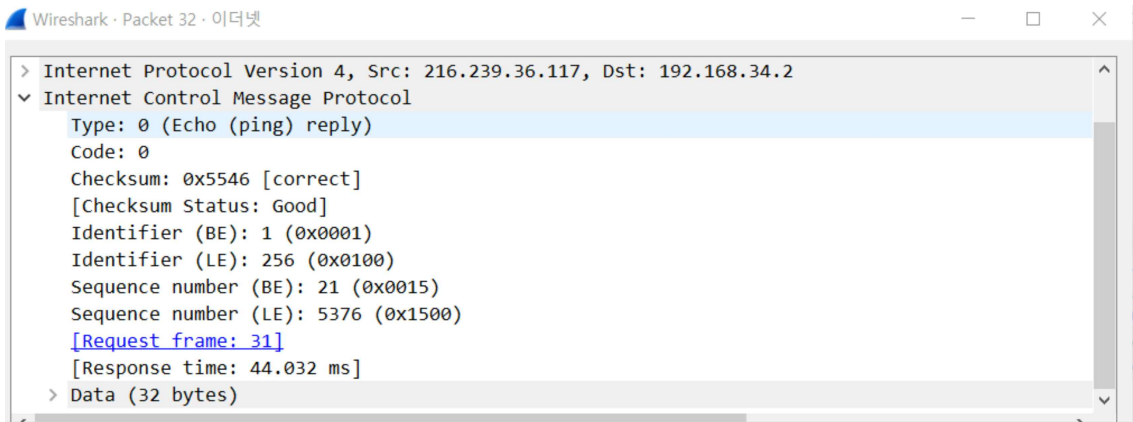 Wireshark · Packet 32 · 이더넷
Internet Protocol Version 4, Src: 216.239.36.117, Dst: 192.168.34.2
Internet Control Message Protocol
Type: 0 (Echo (ping) reply)
Code: 0
Checksum: 0x5546 [correct]
[Checksum Status: Good]
Identifier (BE): 1 (0x0001)
Identifier (LE): 256 (0x0100)
Sequence number (BE): 21 (0x0015)
Sequence number (LE): 5376 (0x1500)
[Request frame: 31]
[Response time: 44.032 ms]
Data (32 bytes)